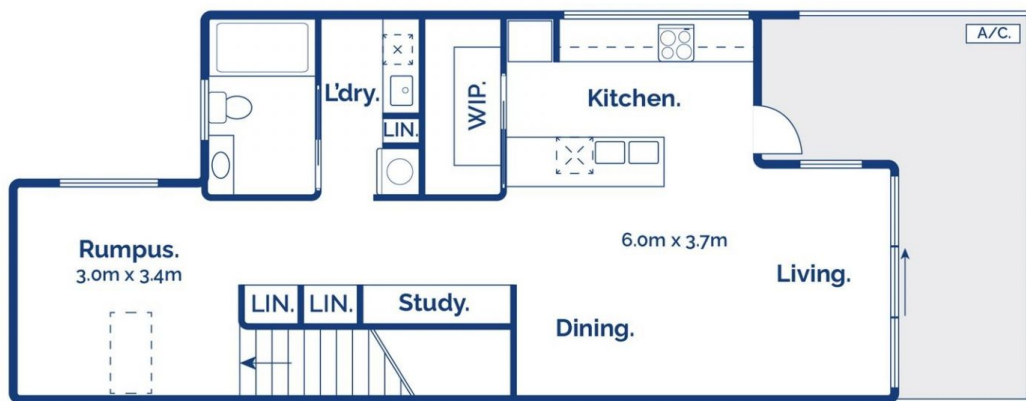 A/C.
L'dry.
WIP.
Kitchen.
LIN.
Rumpus.
3.0m x 3.4m
6.0m x 3.7m
Living.
LIN.
LIN.
Study.
Dining.